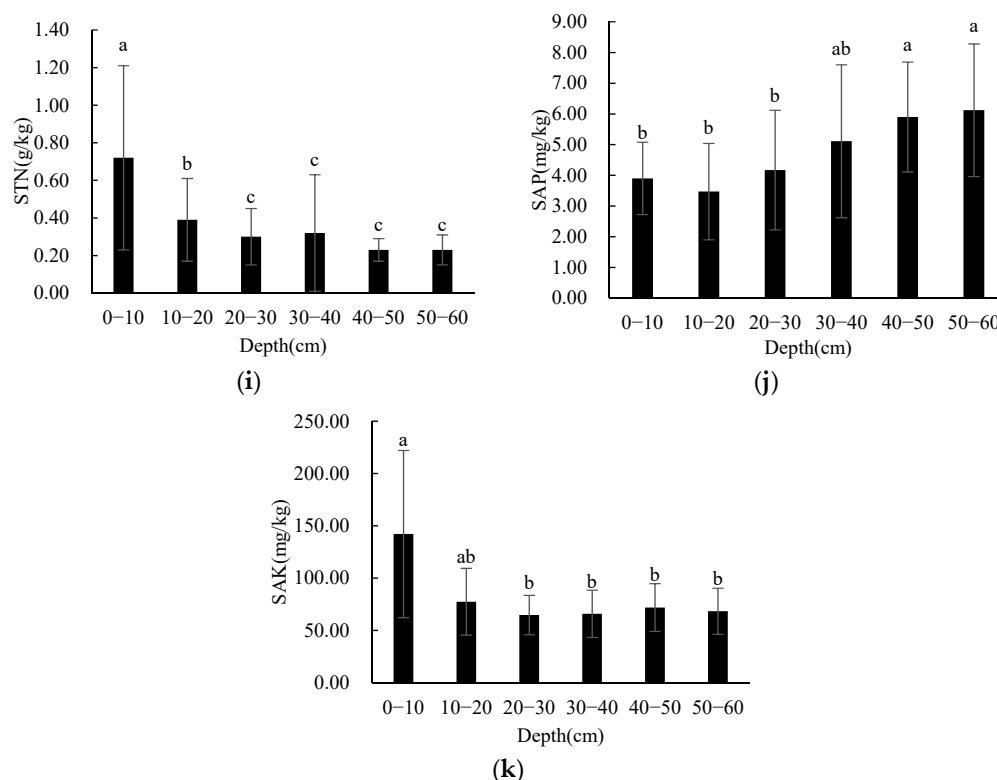 STN(g/kg)
1.40
1.20
1.00
0.80
0.60
0.40
0.20
0.00
a
b
c
c
c
c
0−10 10−20 20−30 30−40 40−50 50−60
Depth(cm)
(i)
SAP(mg/kg)
9.00
8.00
7.00
6.00
5.00
4.00
3.00
2.00
1.00
0.00
b
b
b
ab
a
a
0−10 10−20 20−30 30−40 40−50 50−60
Depth(cm)
(j)
SAK(mg/kg)
250.00
200.00
150.00
100.00
50.00
0.00
a
ab
b
b
b
b
0−10 10−20 20−30 30−40 40−50 50−60
Depth(cm)
(k)